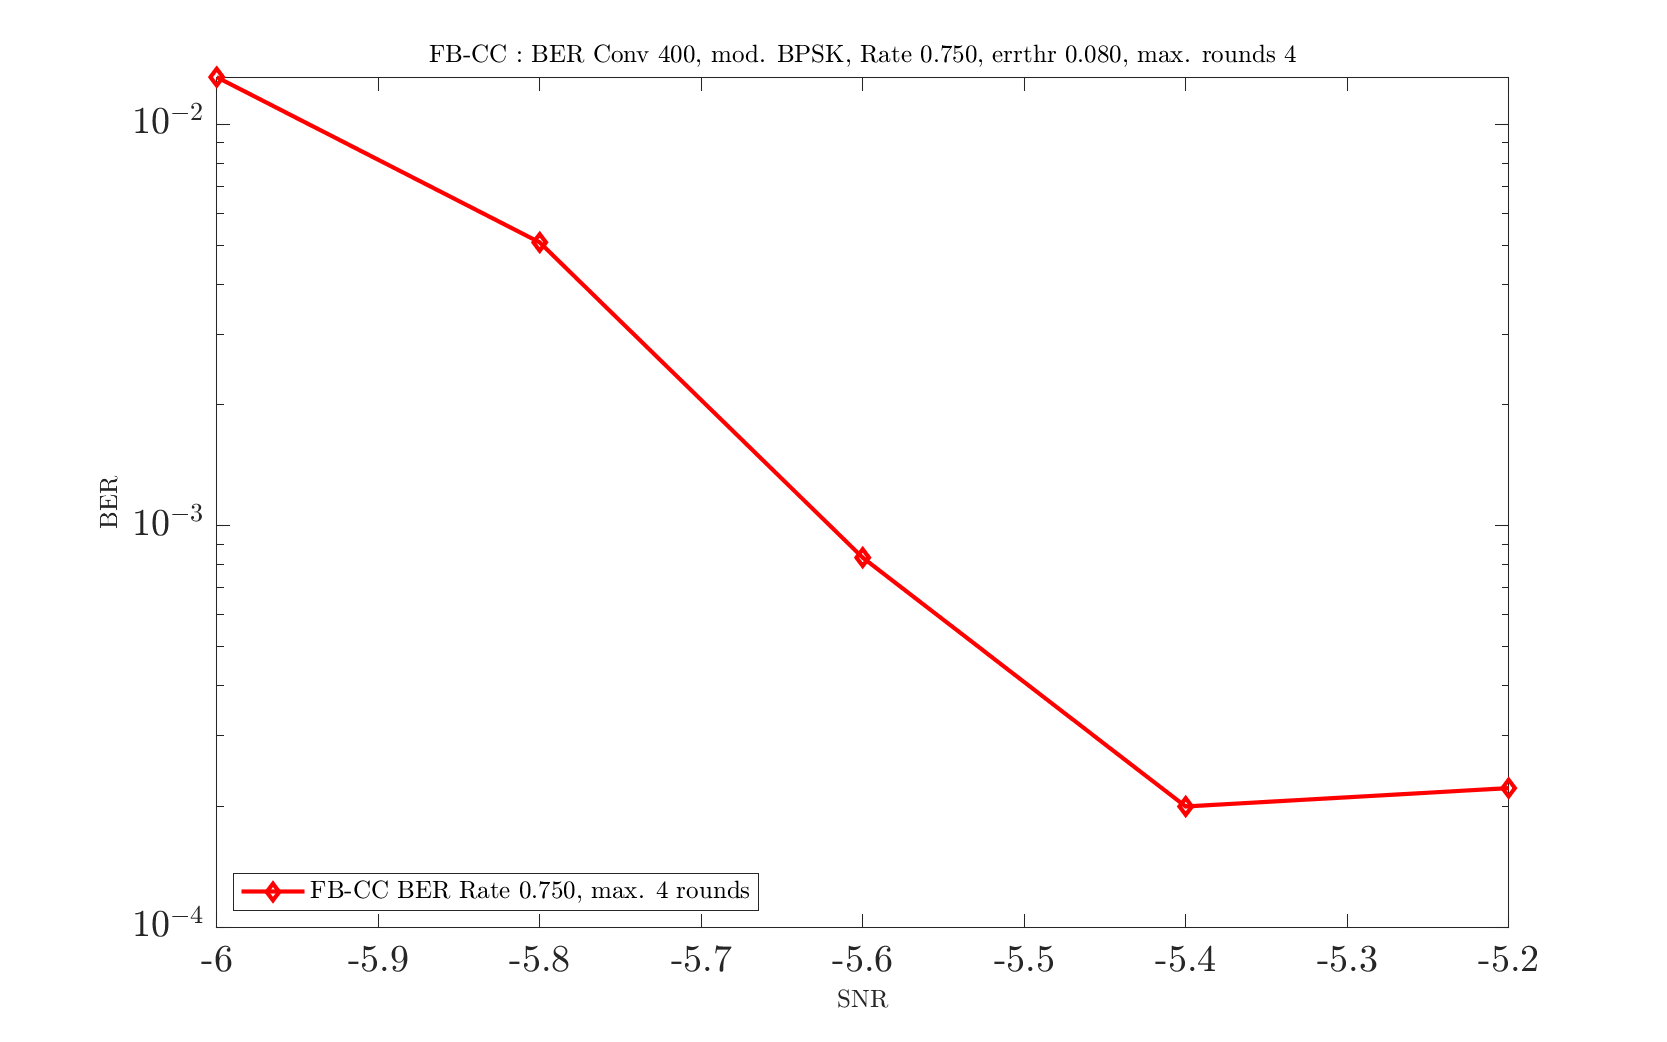 FB-CC : BER Conv 400, mod. BPSK, Rate 0.750, errthr 0.080, max. rounds 4
10⁻²
10⁻³
10⁻⁴
BER
FB-CC BER Rate 0.750, max. 4 rounds
-6 -5.9 -5.8 -5.7 -5.6 -5.5 -5.4 -5.3 -5.2
SNR